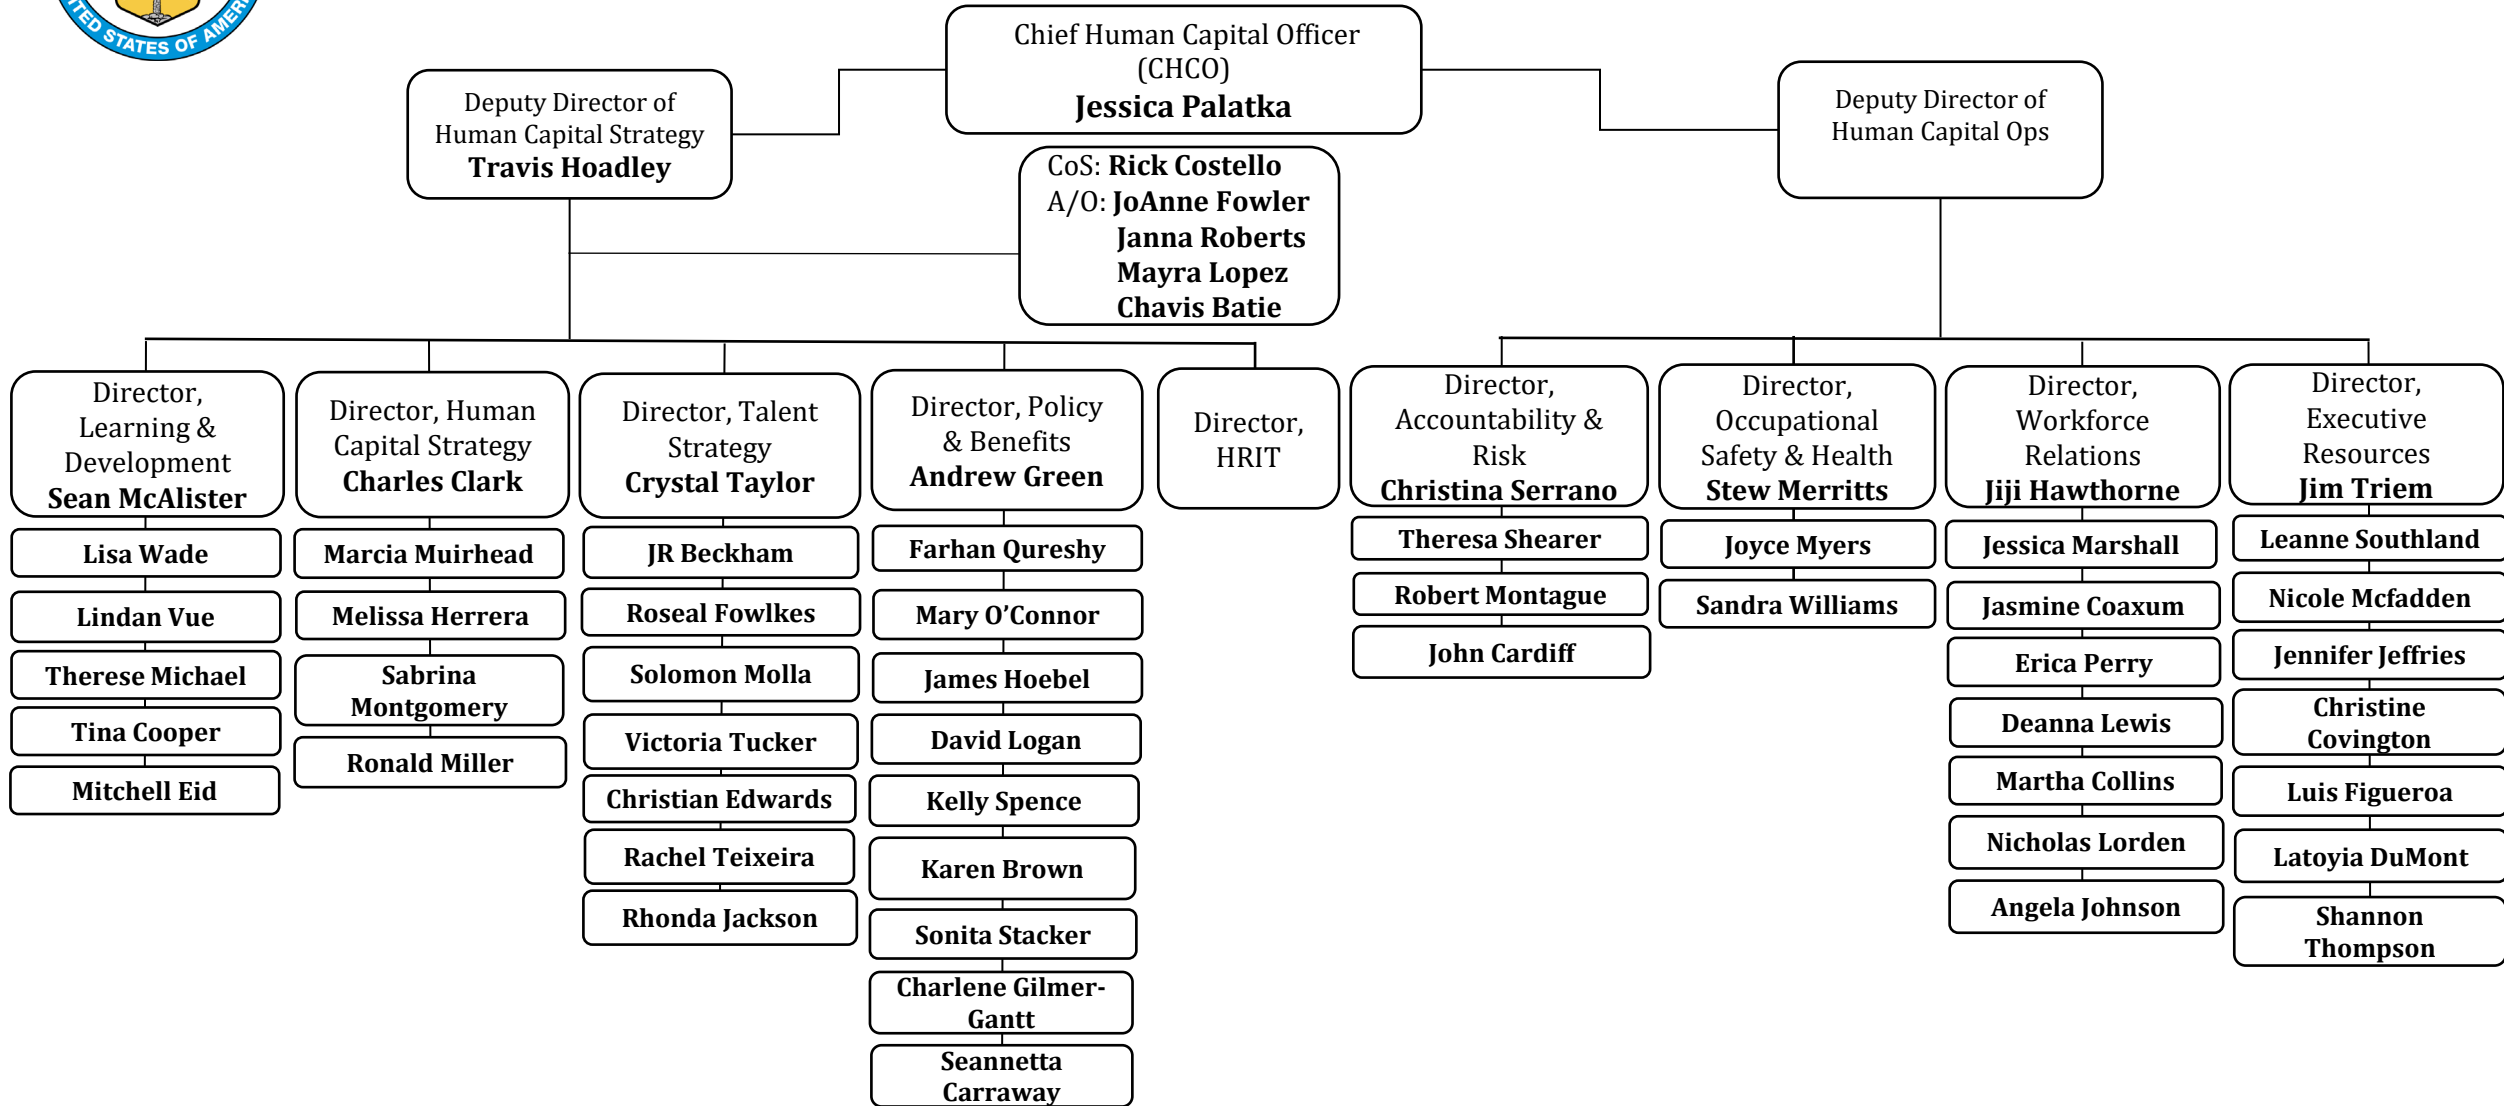 UNITED STATES OF AMERI
Chief Human Capital Officer
(CHCO)
Jessica Palatka
Deputy Director of
Human Capital Strategy
Travis Hoadley
Deputy Director of
Human Capital Ops
CoS: Rick Costello
A/O: JoAnne Fowler
Janna Roberts
Mayra Lopez
Chavis Batie
Director,
Learning &
Development
Sean McAlister
Lisa Wade
Lindan Vue
Therese Michael
Tina Cooper
Mitchell Eid
Director, Human
Capital Strategy
Charles Clark
Marcia Muirhead
Melissa Herrera
Sabrina
Montgomery
Ronald Miller
Director, Talent
Strategy
Crystal Taylor
JR Beckham
Roseal Fowlkes
Solomon Molla
Victoria Tucker
Christian Edwards
Rachel Teixeira
Rhonda Jackson
Director, Policy
& Benefits
Andrew Green
Farhan Qureshy
Mary O’Connor
James Hoebel
David Logan
Kelly Spence
Karen Brown
Sonita Stacker
Charlene Gilmer-
Gantt
Seannetta
Carraway
Director,
HRIT
Director,
Accountability &
Risk
Christina Serrano
Theresa Shearer
Robert Montague
John Cardiff
Director,
Occupational
Safety & Health
Stew Merritts
Joyce Myers
Sandra Williams
Director,
Workforce
Relations
Jiji Hawthorne
Jessica Marshall
Jasmine Coaxum
Erica Perry
Deanna Lewis
Martha Collins
Nicholas Lorden
Angela Johnson
Director,
Executive
Resources
Jim Triem
Leanne Southland
Nicole Mcfadden
Jennifer Jeffries
Christine
Covington
Luis Figueroa
Latoyia DuMont
Shannon
Thompson